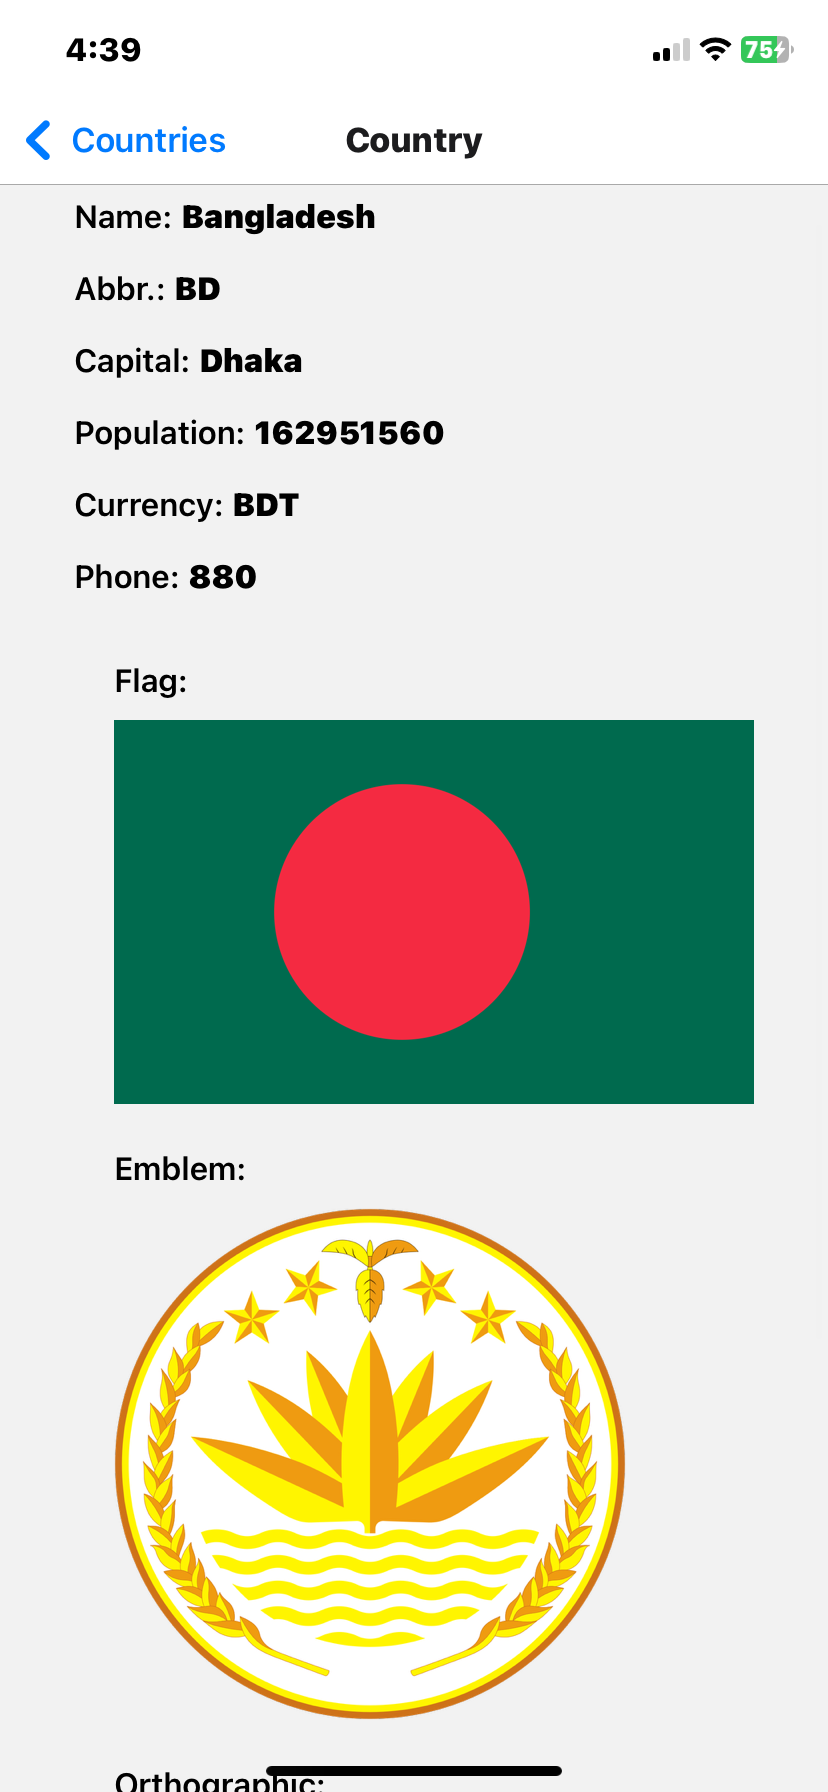 4:39
75
Countries
Country
Name: Bangladesh
Abbr.: BD
Capital: Dhaka
Population: 162951560
Currency: BDT
Phone: 880
Flag:
Emblem:
Orthographic: